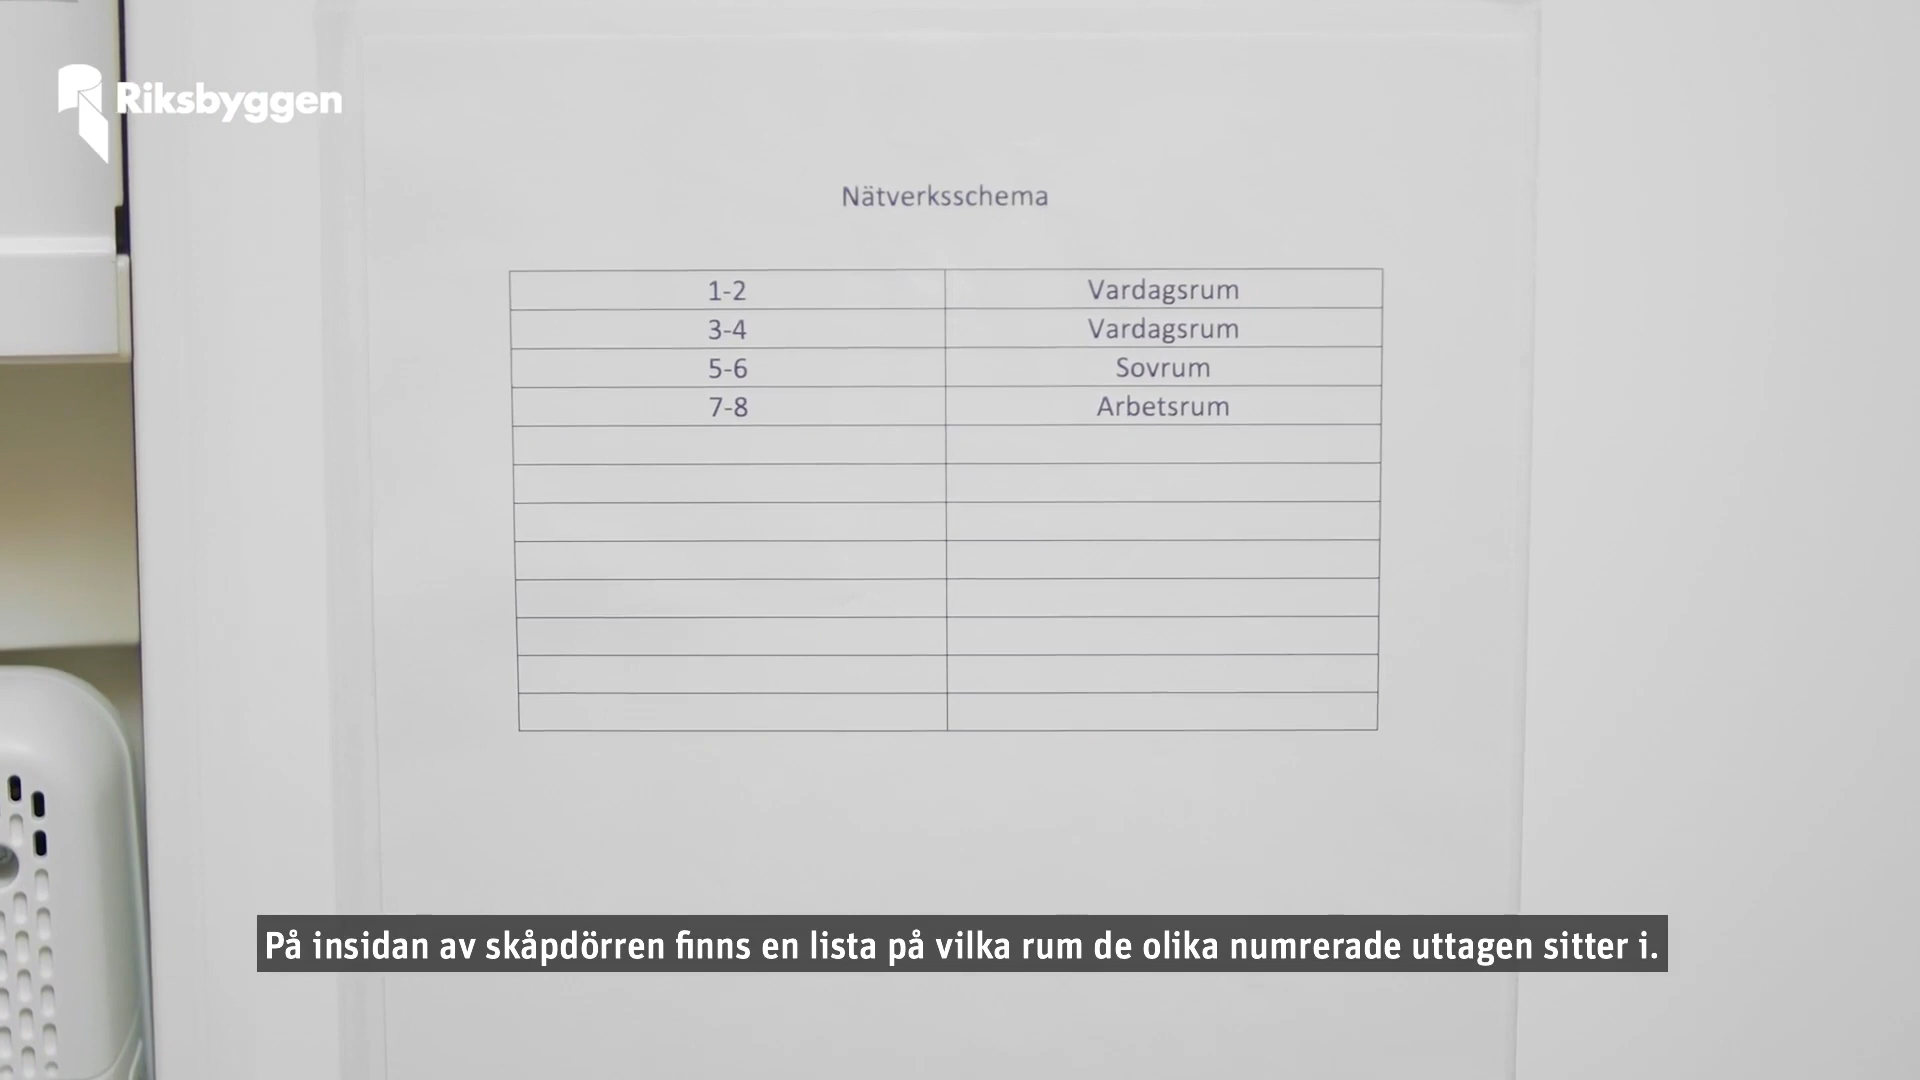 Riksbyggen
Nätverksschema
1-2 Vardagsrum
3-4 Vardagsrum
5-6 Sovrum
7-8 Arbetsrum
På insidan av skåpdörren finns en lista på vilka rum de olika numrerade uttagen sitter i.